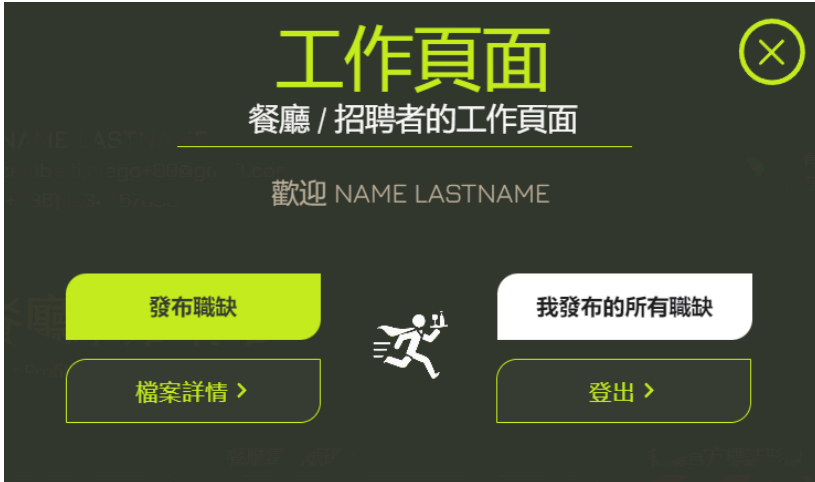 工作頁面
餐廳 / 招聘者的工作頁面
歡迎 NAME LASTNAME
發布職缺
我發布的所有職缺
檔案詳情 >
登出 >